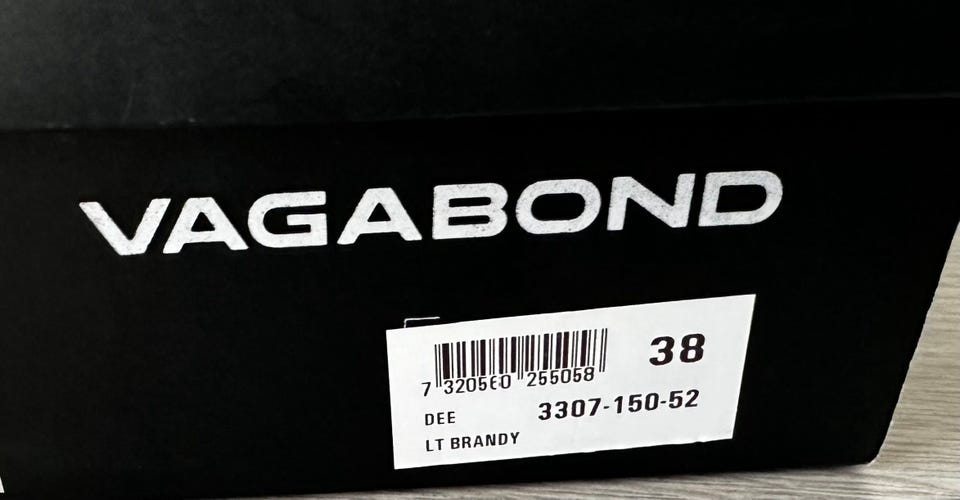 VAGABOND
38
7 320560 255058
DEE 3307-150-52
LT BRANDY